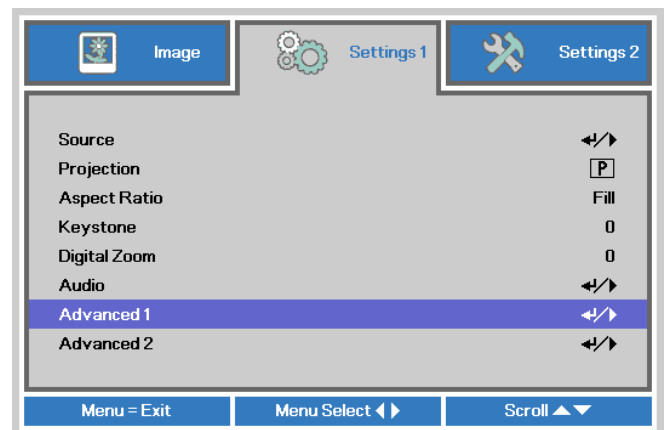 Image
Settings 1
Settings 2
Source
Projection P
Aspect Ratio Fill
Keystone 0
Digital Zoom 0
Audio
Advanced 1
Advanced 2
Menu = Exit
Menu Select
Scroll